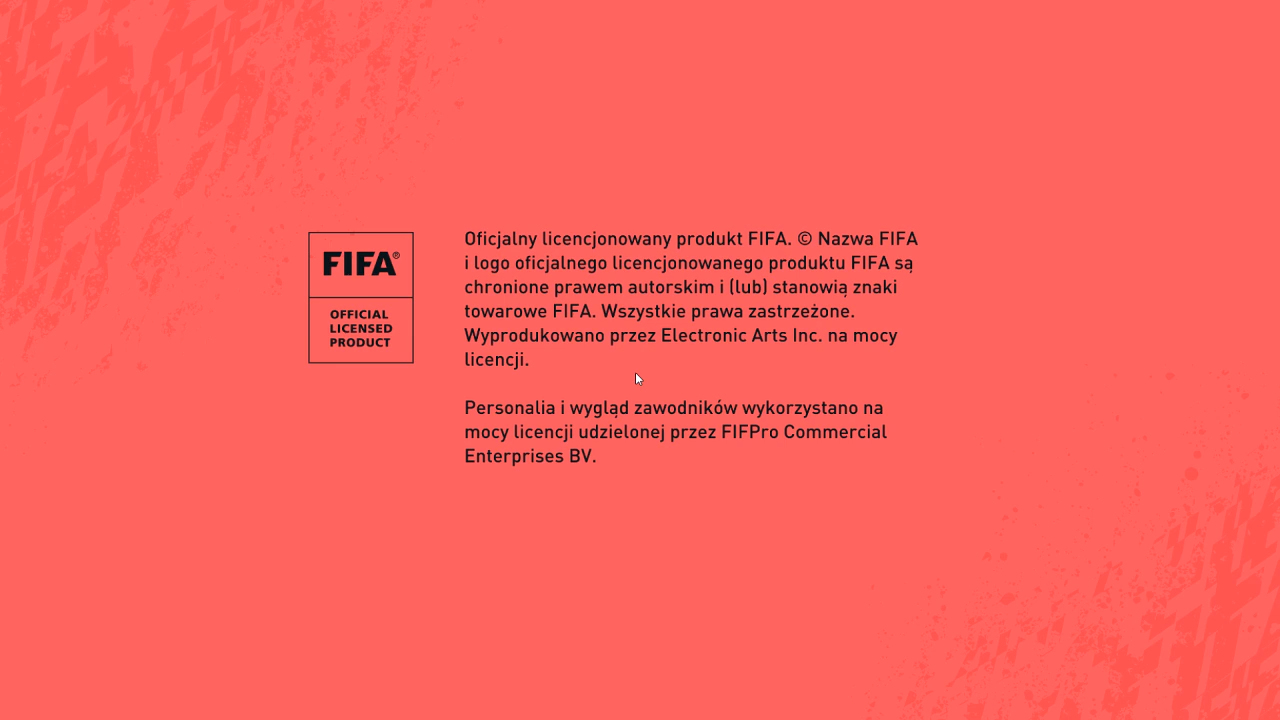 FIFA®
OFFICIAL
LICENSED
PRODUCT
Oficjalny licencjonowany produkt FIFA. © Nazwa FIFA
i logo oficjalnego licencjonowanego produktu FIFA są
chronione prawem autorskim i (lub) stanowią znaki
towarowe FIFA. Wszystkie prawa zastrzeżone.
Wyprodukowano przez Electronic Arts Inc. na mocy
licencji.
Personalia i wygląd zawodników wykorzystano na
mocy licencji udzielonej przez FIFPro Commercial
Enterprises BV.